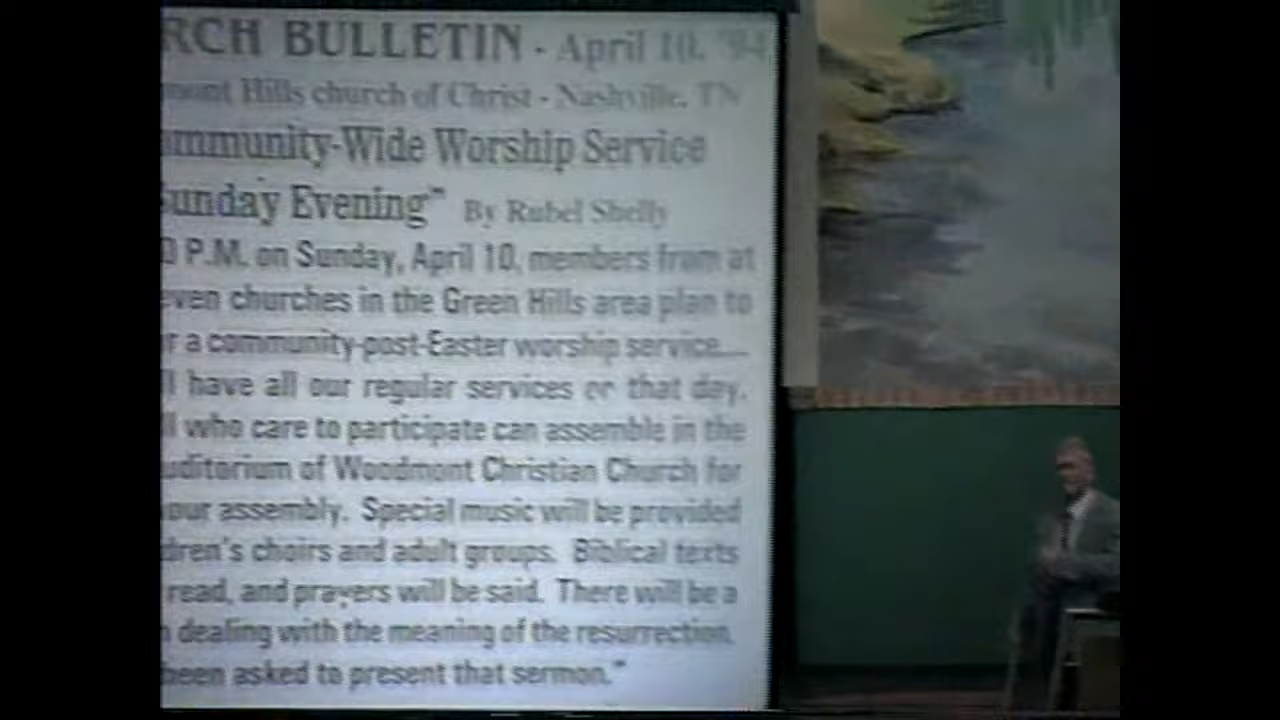 RCH BULLETIN - April 10, '94
mont Hills church of Christ - Nashville, TN
mmunity-Wide Worship Service
Sunday Evening" By Rubel Shelly
0 P.M. on Sunday, April 10, members from at
even churches in the Green Hills area plan to
r a community-post-Easter worship service....
l have all our regular services or that day.
l who care to participate can assemble in the
uditorium of Woodmont Christian Church for
our assembly. Special music will be provided
dren's choirs and adult groups. Biblical texts
read, and prayers will be said. There will be a
n dealing with the meaning of the resurrection.
been asked to present that sermon."